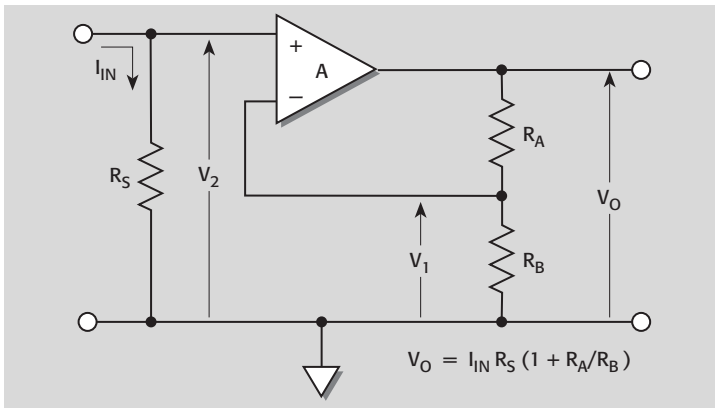 +
A
−
I_IN
R_A
R_S
V_2
V_O
V_1
R_B
V_O = I_IN R_S (1 + R_A/R_B)